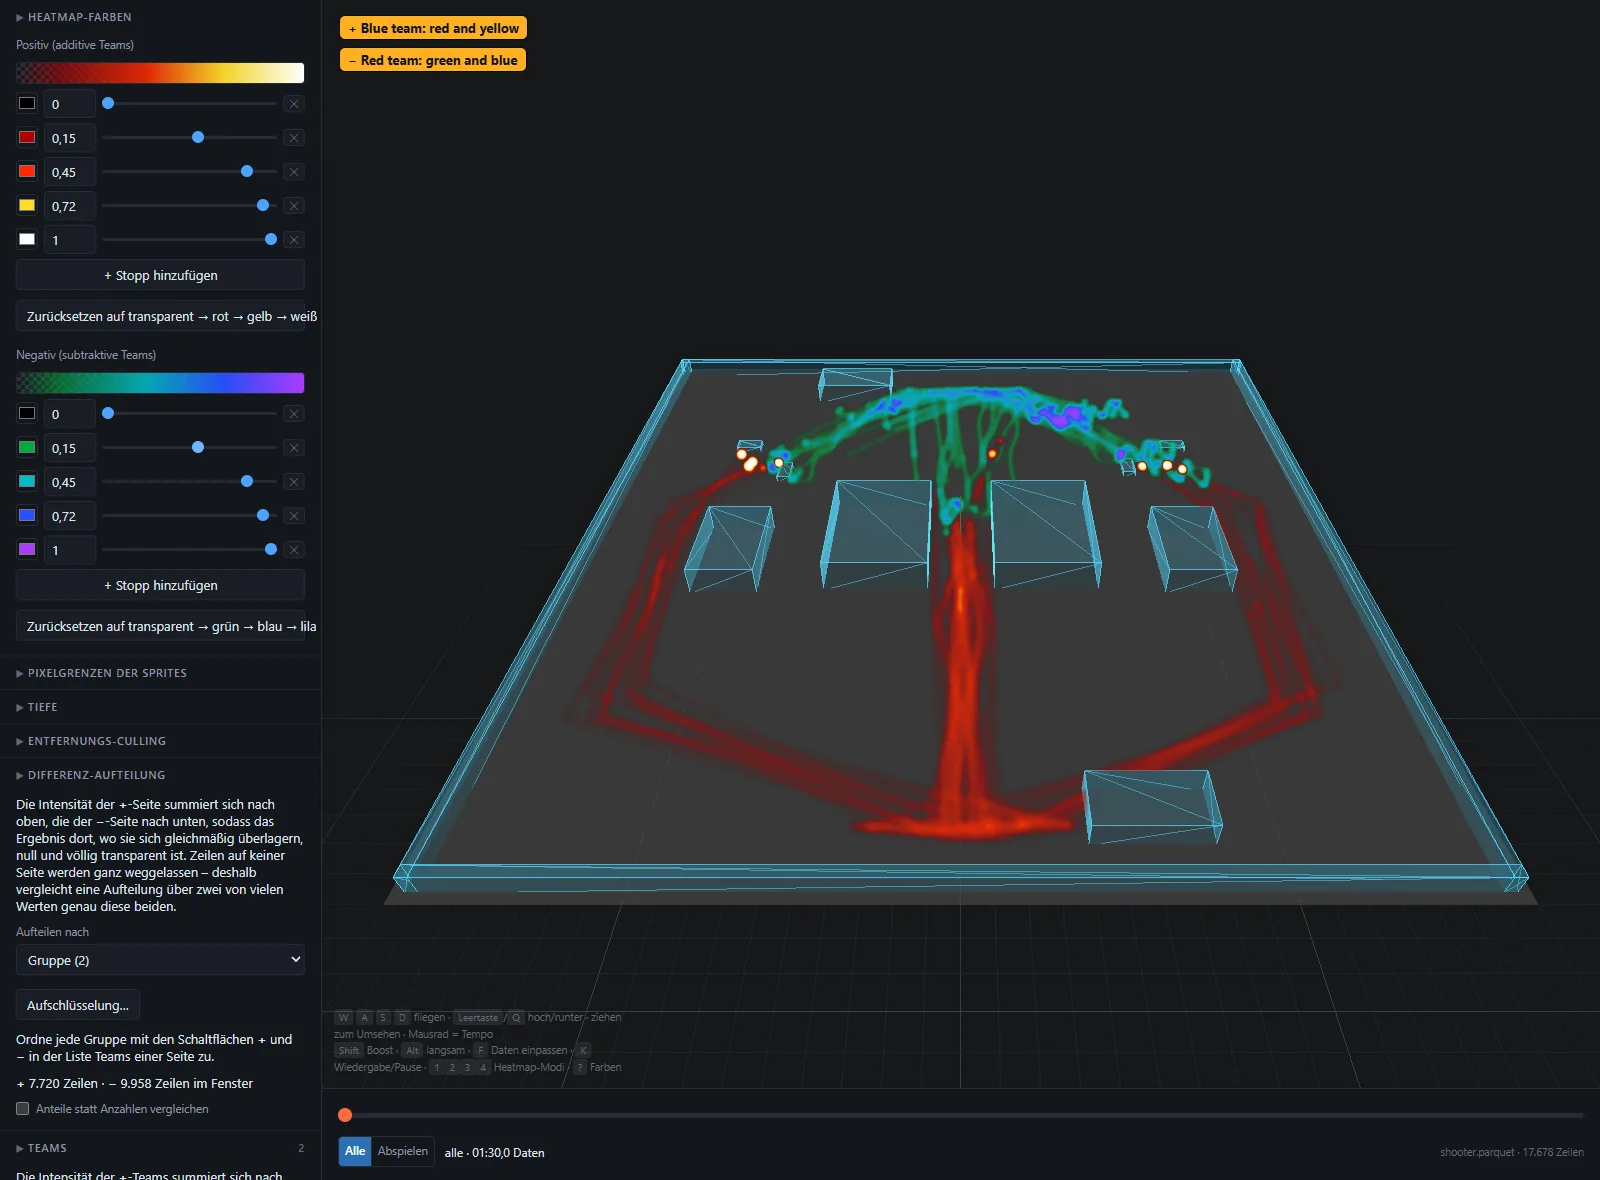 HEATMAP-FARBEN
Positiv (additive Teams)
0
0,15
0,45
0,72
1
+ Stopp hinzufügen
Zurücksetzen auf transparent → rot → gelb → weiß
Negativ (subtraktive Teams)
0
0,15
0,45
0,72
1
+ Stopp hinzufügen
Zurücksetzen auf transparent → grün → blau → lila
PIXELGRENZEN DER SPRITES
TIEFE
ENTFERNUNGS-CULLING
DIFFERENZ-AUFTEILUNG
Die Intensität der +-Seite summiert sich nach
oben, die der −-Seite nach unten, sodass das
Ergebnis dort, wo sie sich gleichmäßig überlagern,
null und völlig transparent ist. Zeilen auf keiner
Seite werden ganz weggelassen – deshalb
vergleicht eine Aufteilung über zwei von vielen
Werten genau diese beiden.
Aufteilen nach
Gruppe (2)
Aufschlüsselung...
Ordne jede Gruppe mit den Schaltflächen + und
− in der Liste Teams einer Seite zu.
+ 7.720 Zeilen · − 9.958 Zeilen im Fenster
Anteile statt Anzahlen vergleichen
TEAMS 2
Die Intensität der +-Teams summiert sich nach
+ Blue team: red and yellow
− Red team: green and blue
W A S D fliegen · Leertaste / Q hoch/runter · ziehen
zum Umsehen · Mausrad = Tempo
Shift Boost · Alt langsam · F Daten einpassen · K
Wiedergabe/Pause · 1 2 3 4 Heatmap-Modi · ? Farben
Alle Abspielen alle · 01:30,0 Daten
shooter.parquet · 17.678 Zeilen